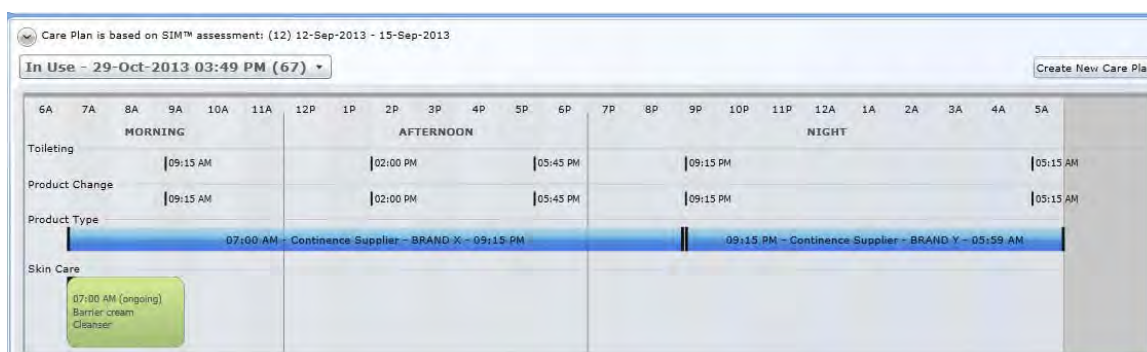 Care Plan is based on SIM™ assessment: (12) 12-Sep-2013 - 15-Sep-2013
In Use - 29-Oct-2013 03:49 PM (67)
Create New Care Pla
6A 7A 8A 9A 10A 11A 12P 1P 2P 3P 4P 5P 6P 7P 8P 9P 10P 11P 12A 1A 2A 3A 4A 5A
MORNING AFTERNOON NIGHT
Toileting
09:15 AM 02:00 PM 05:45 PM 09:15 PM 05:15 AM
Product Change
09:15 AM 02:00 PM 05:45 PM 09:15 PM 05:15 AM
Product Type
07:00 AM - Continence Supplier - BRAND X - 09:15 PM 09:15 PM - Continence Supplier - BRAND Y - 05:59 AM
Skin Care
07:00 AM (ongoing)
Barrier cream
Cleanser